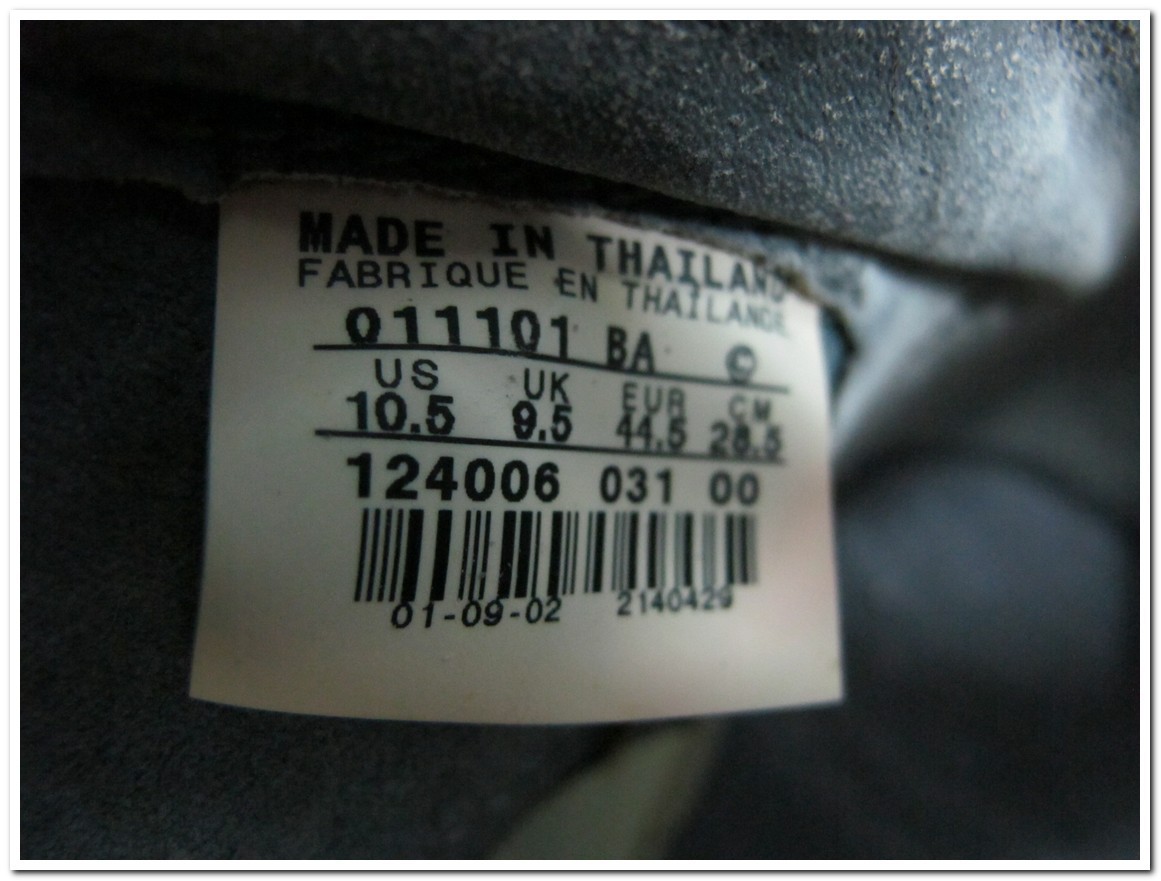 MADE IN THAILAND
FABRIQUE EN THAILANDE
011101 BA ©
US UK EUR CM
10.5 9.5 44.5 28.5
124006 031 00
01-09-02 2140429